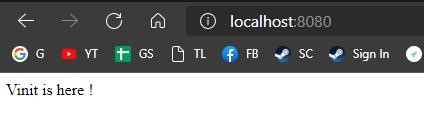 localhost:8080
G YT GS TL FB SC Sign In
Vinit is here !